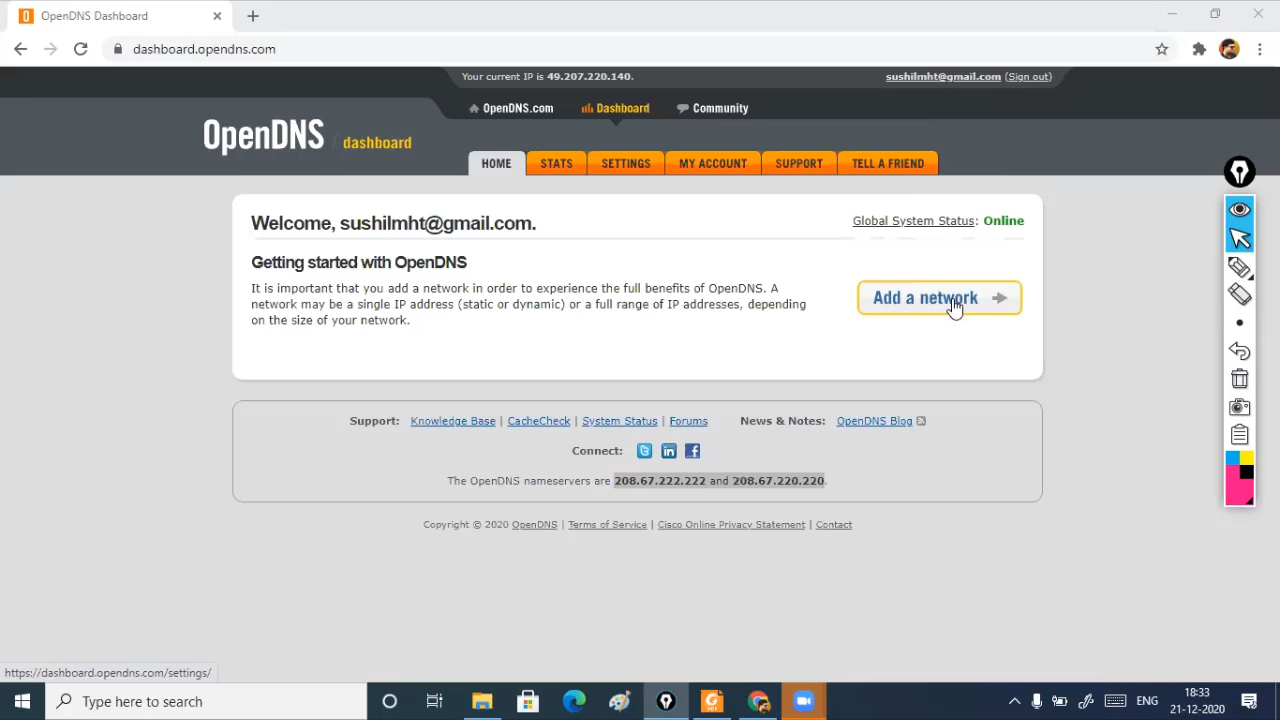 OpenDNS Dashboard
dashboard.opendns.com
Your current IP is 49.207.220.140.
sushilmht@gmail.com (Sign out)
OpenDNS.com
Dashboard
Community
OpenDNS / dashboard
HOME
STATS
SETTINGS
MY ACCOUNT
SUPPORT
TELL A FRIEND
Welcome, sushilmht@gmail.com.
Global System Status: Online
Getting started with OpenDNS
It is important that you add a network in order to experience the full benefits of OpenDNS. A
network may be a single IP address (static or dynamic) or a full range of IP addresses, depending
on the size of your network.
Add a network
Support: Knowledge Base | CacheCheck | System Status | Forums
News & Notes: OpenDNS Blog
Connect:
The OpenDNS nameservers are 208.67.222.222 and 208.67.220.220.
Copyright © 2020 OpenDNS | Terms of Service | Cisco Online Privacy Statement | Contact
https://dashboard.opendns.com/settings/
Type here to search
ENG
18:33
21-12-2020